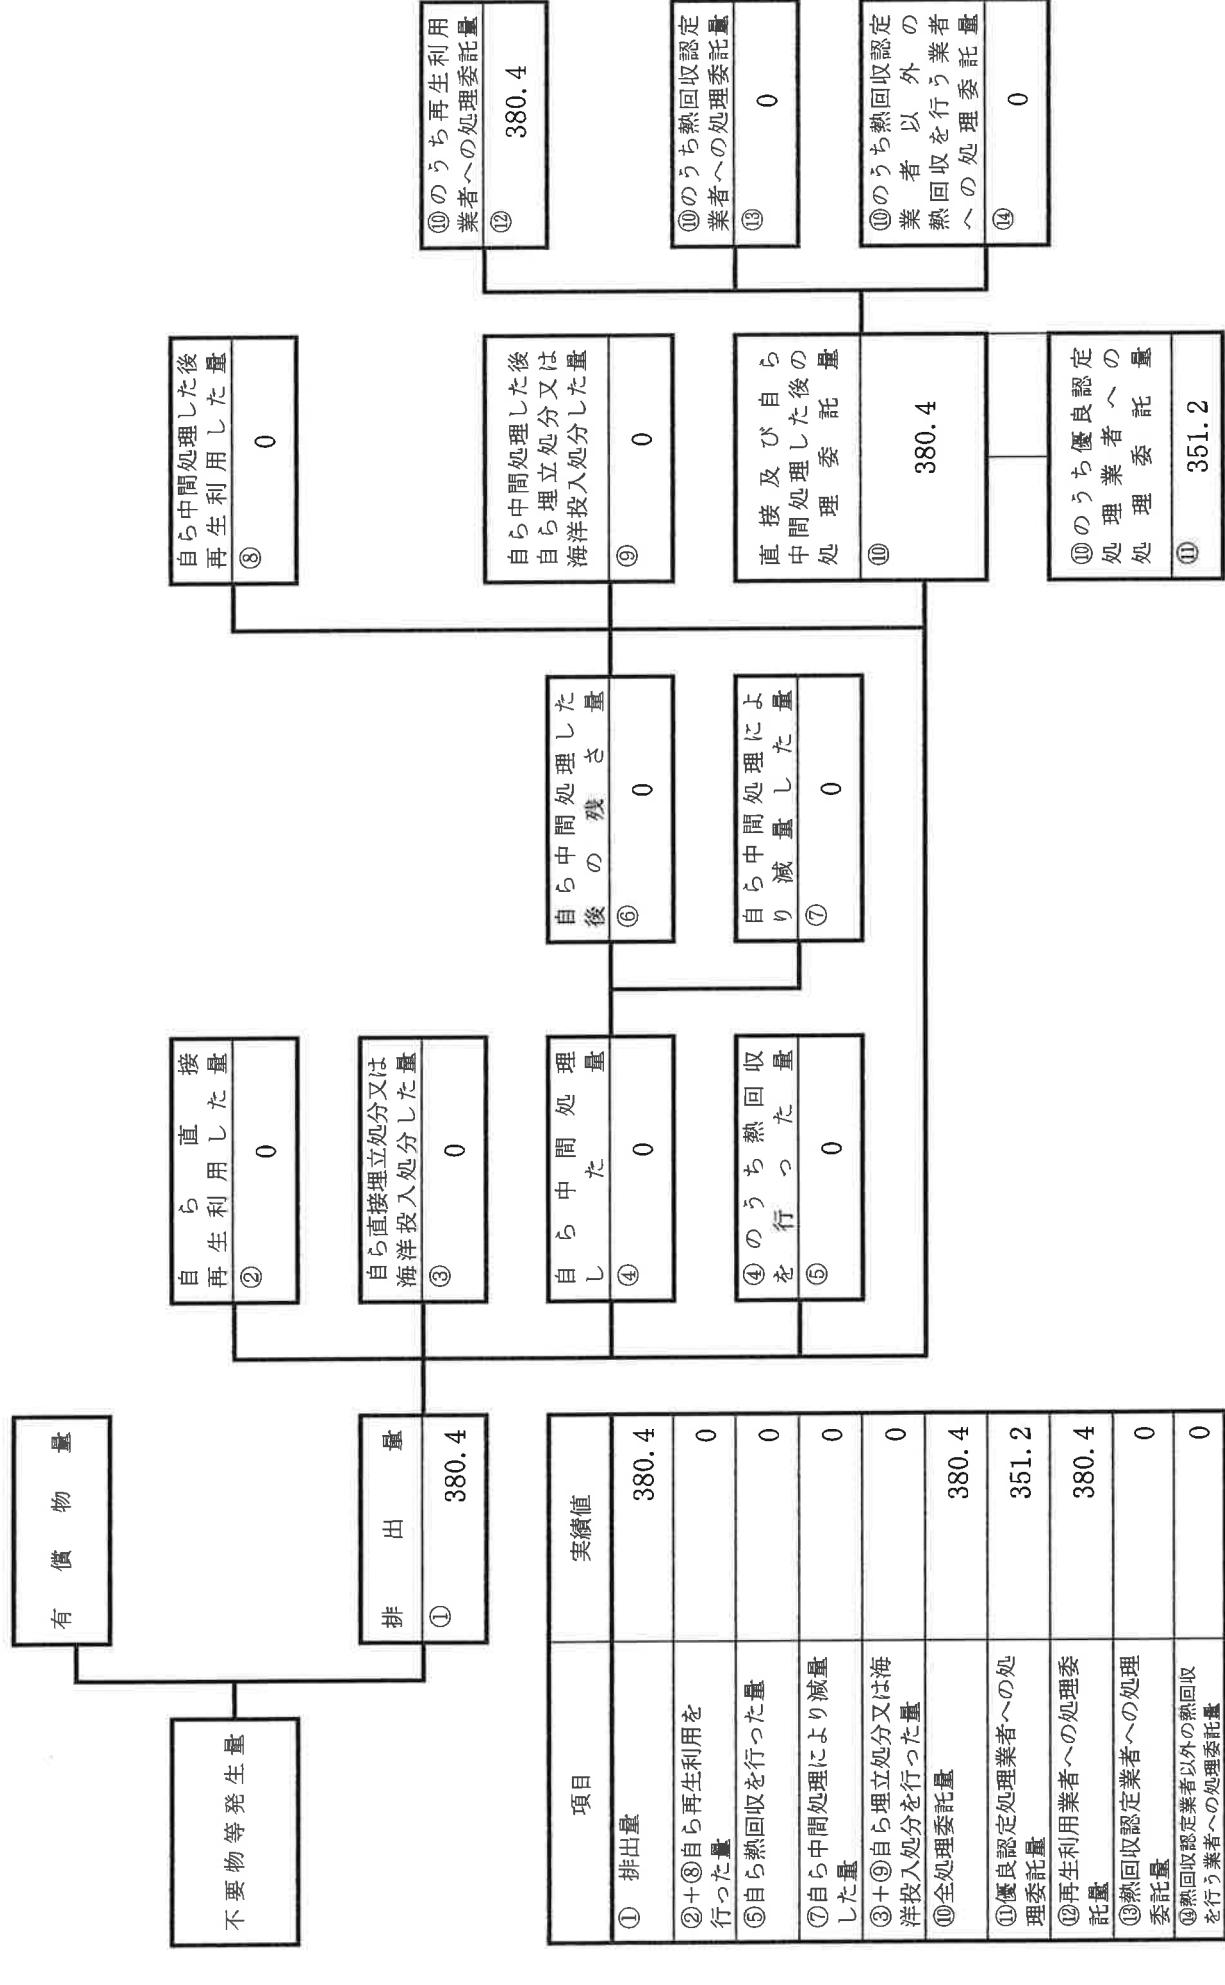 不要物等発生量
有償物量
排出量
①
380.4
自ら直接
再生利用した量
②
0
自ら直接埋立処分又は
海洋投入処分した量
③
0
自ら中間処理
した量
④
0
④のうち熱回収
を行った量
⑤
0
自ら中間処理した
後の残さ量
⑥
0
自ら中間処理によ
り減量した量
⑦
0
自ら中間処理した後
再生利用した量
⑧
0
自ら中間処理した後
自ら埋立処分又は
海洋投入処分した量
⑨
0
直接及び自ら
中間処理した後の
処理委託量
⑩
380.4
⑩のうち優良認定
処理業者への
処理委託量
⑪
351.2
⑩のうち再生利用
業者への処理委託量
⑫
380.4
⑩のうち熱回収認定
業者への処理委託量
⑬
0
⑩のうち熱回収認定
業者以外の
熱回収を行う業者
への処理委託量
⑭
0
項目 実績値
① 排出量 380.4
②+⑧自ら再生利用を
行った量 0
⑤自ら熱回収を行った量 0
⑦自ら中間処理により減量
した量 0
③+⑨自ら埋立処分又は海
洋投入処分を行った量 0
⑩全処理委託量 380.4
⑪優良認定処理業者への処
理委託量 351.2
⑫再生利用業者への処理委
託量 380.4
⑬熱回収認定業者への処理
委託量 0
⑭熱回収認定業者以外の熱回収
を行う業者への処理委託量 0